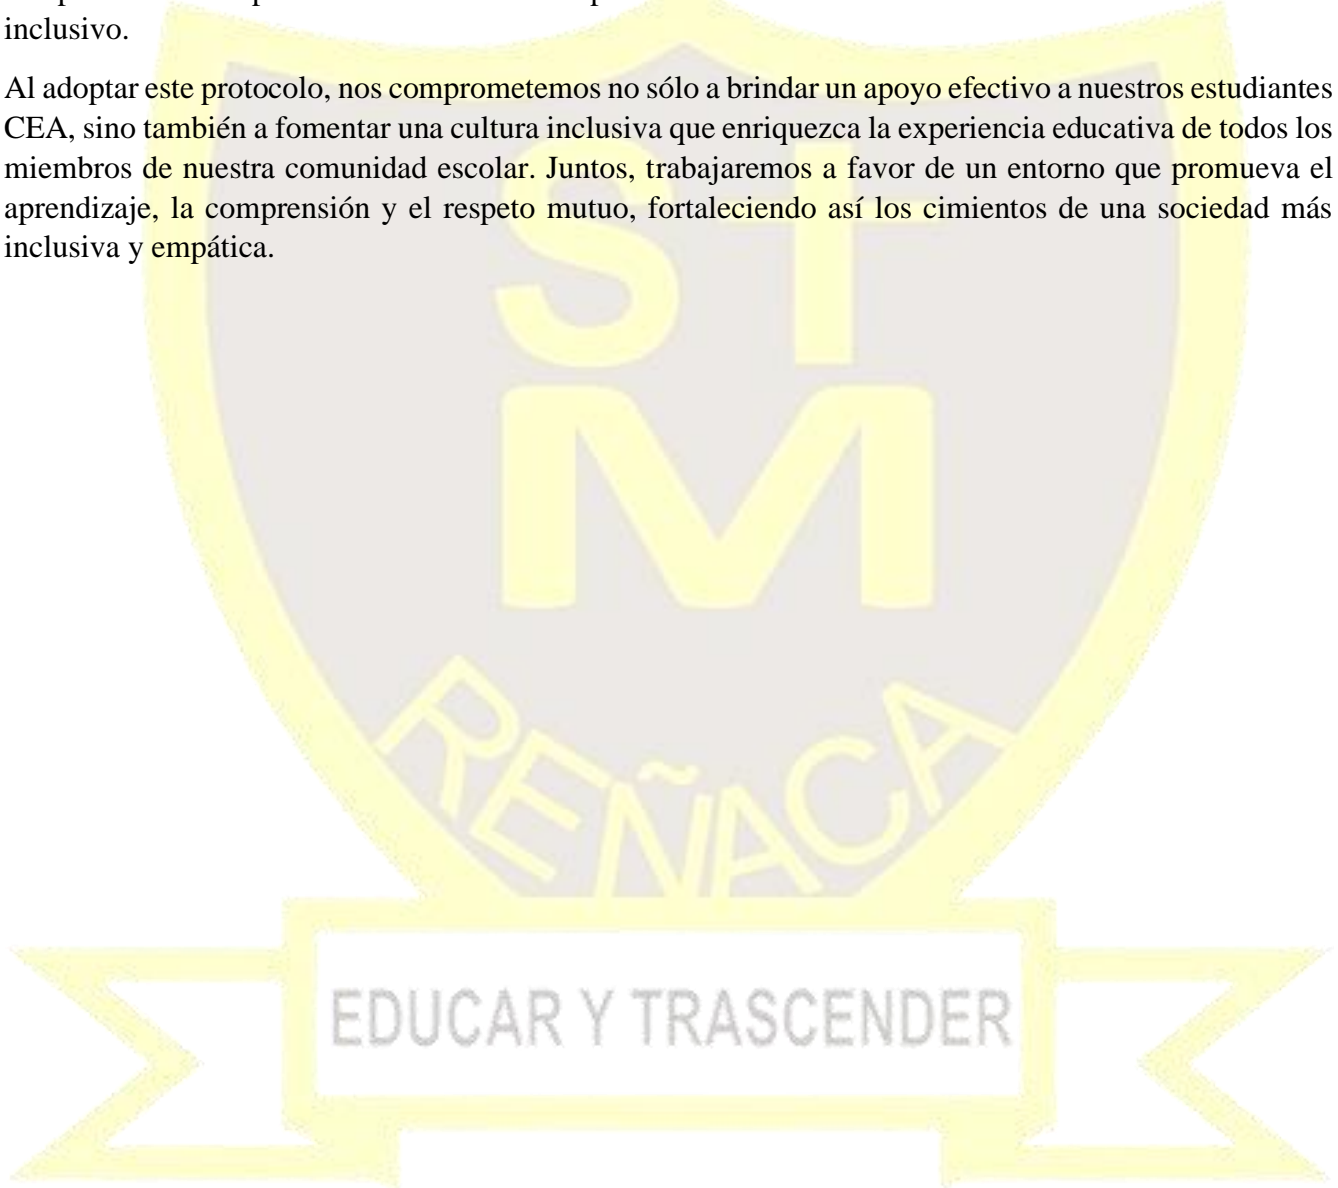 inclusivo.
Al adoptar este protocolo, nos comprometemos no sólo a brindar un apoyo efectivo a nuestros estudiantes
CEA, sino también a fomentar una cultura inclusiva que enriquezca la experiencia educativa de todos los
miembros de nuestra comunidad escolar. Juntos, trabajaremos a favor de un entorno que promueva el
aprendizaje, la comprensión y el respeto mutuo, fortaleciendo así los cimientos de una sociedad más
inclusiva y empática.
ST
M
REÑACA
EDUCAR Y TRASCENDER